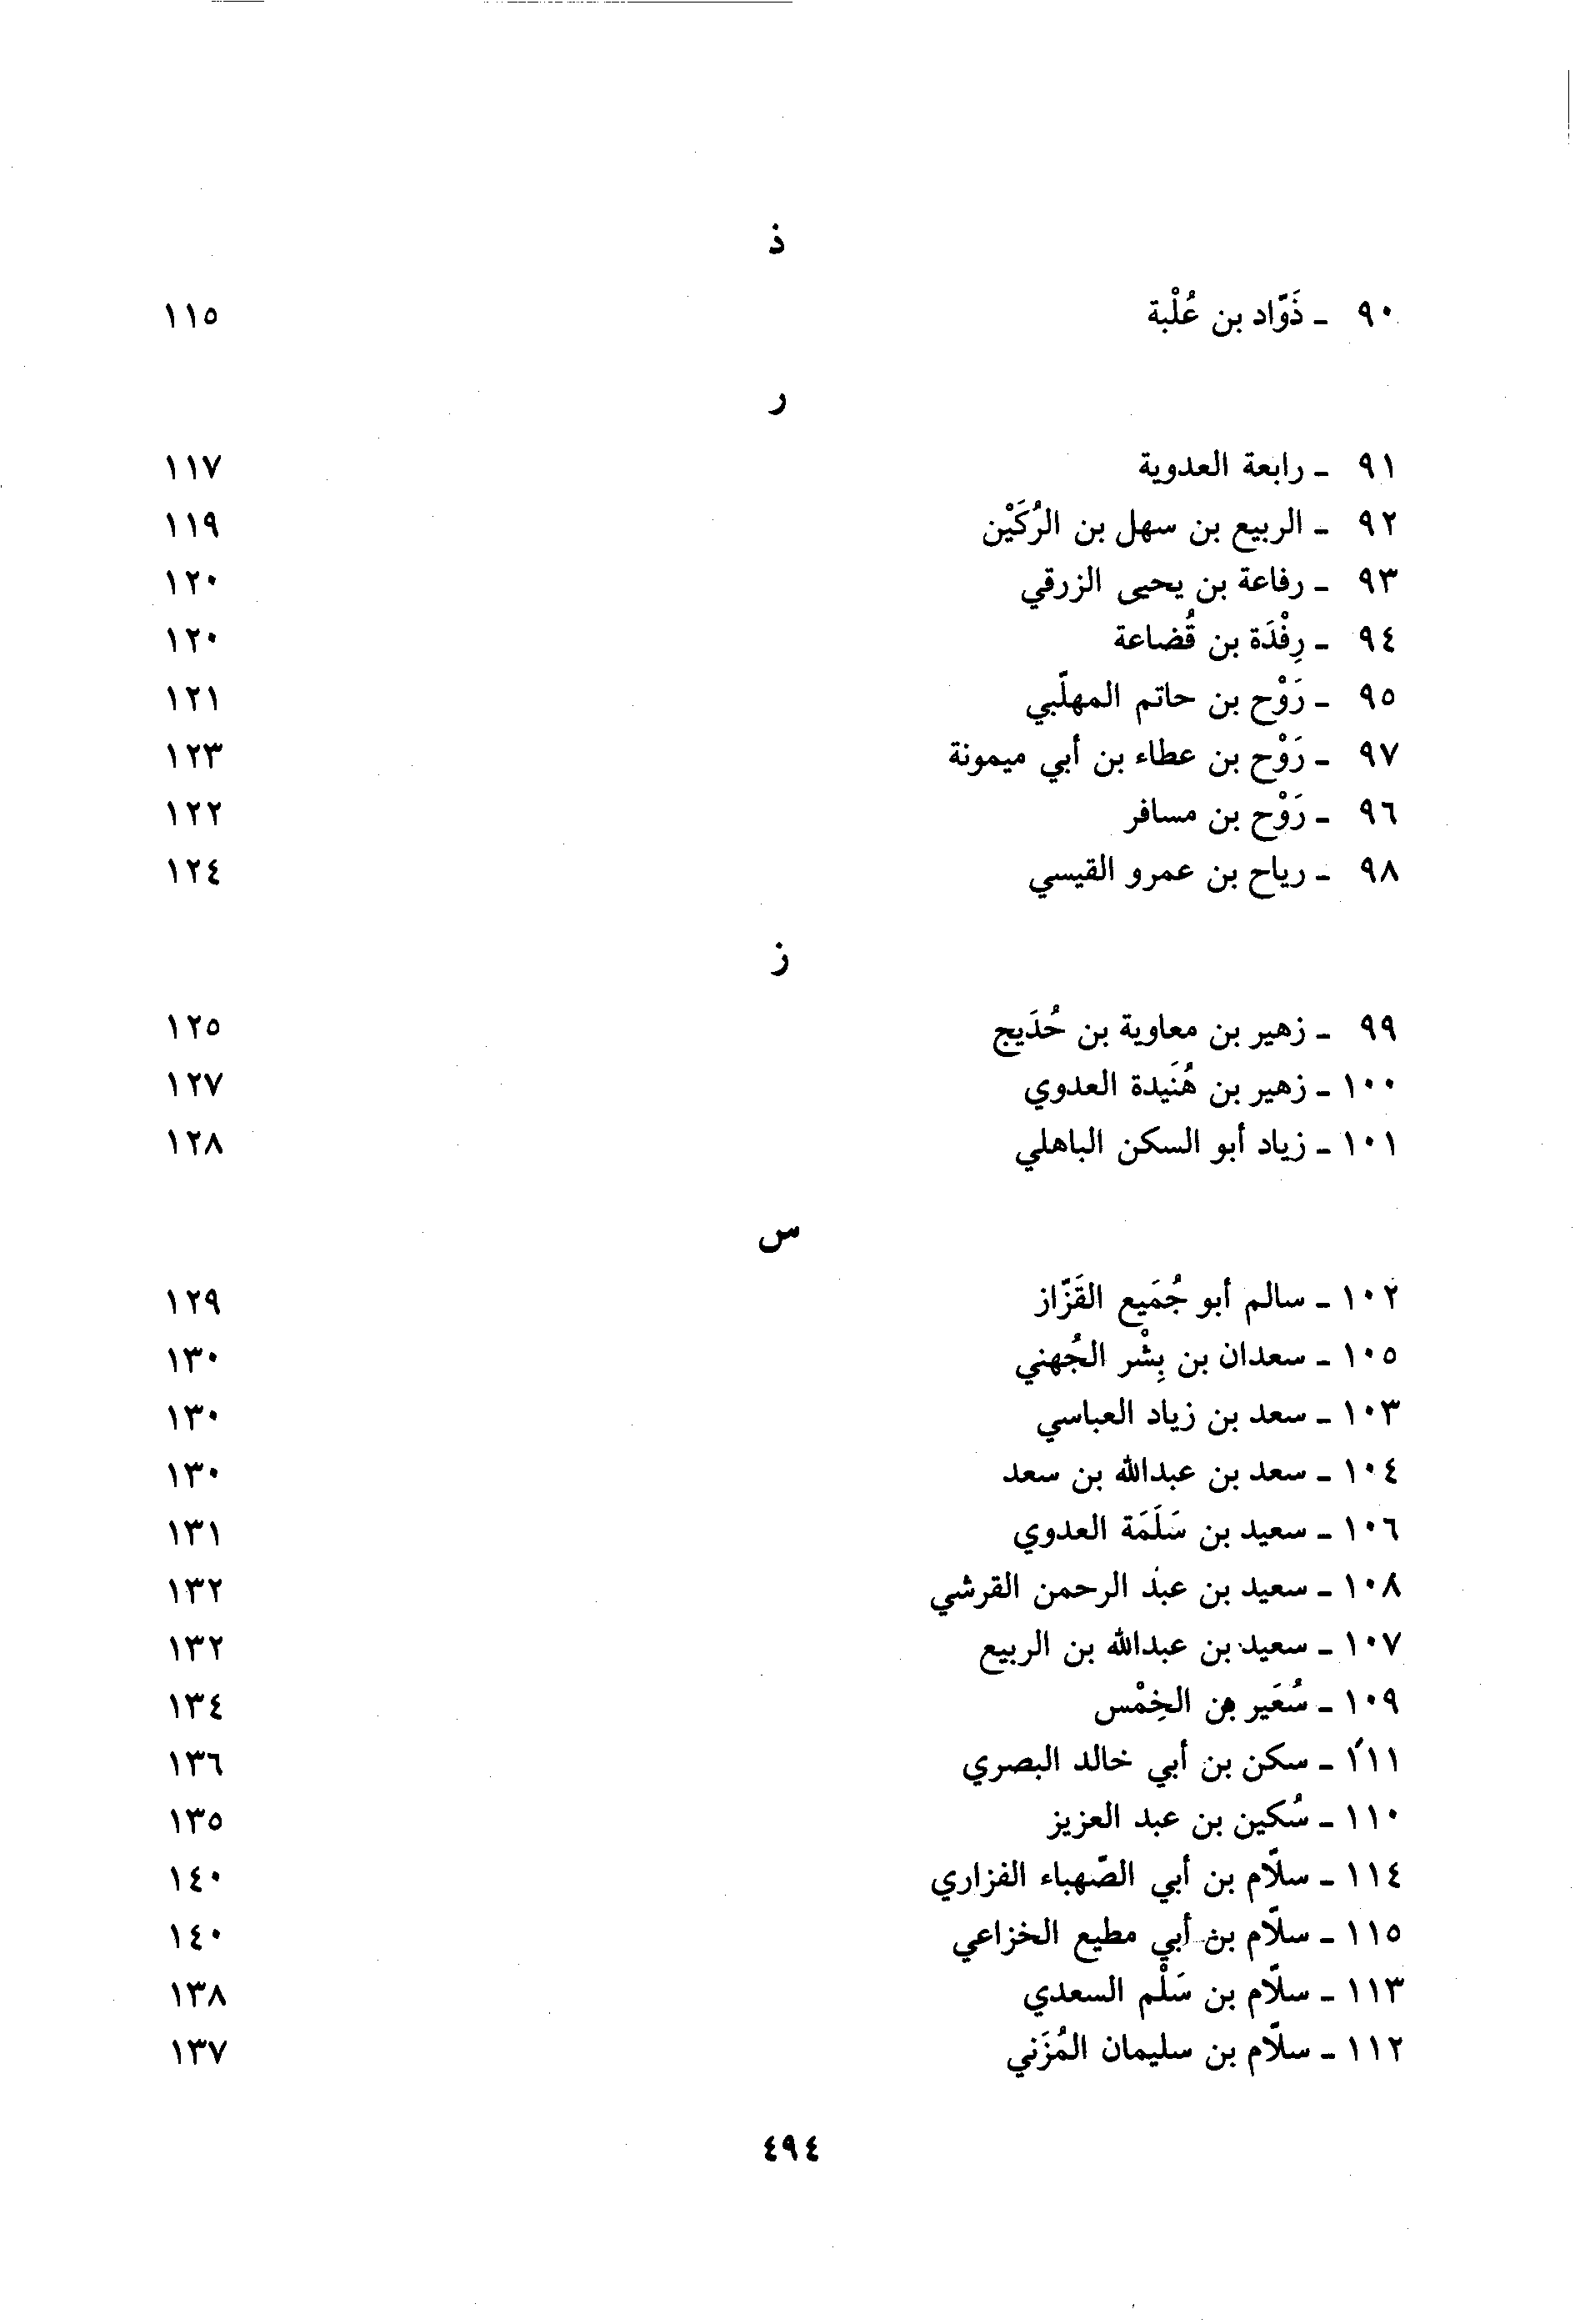 ذ
٩٠ - ذَوّاد بن عُلْبة ١١٥
ر
٩١ - رابعة العدوية ١١٧
٩٢ - الربيع بن سهل بن الرُكَيْن ١١٩
٩٣ - رفاعة بن يحيى الزرقي ١٢٠
٩٤ - رِفْدَة بن قُضاعة ١٢٠
٩٥ - رَوْح بن حاتم المهلّبي ١٢١
٩٧ - رَوْح بن عطاء بن أبي ميمونة ١٢٣
٩٦ - رَوْح بن مسافر ١٢٢
٩٨ - رياح بن عمرو القيسي ١٢٤
ز
٩٩ - زهير بن معاوية بن حُدَيج ١٢٥
١٠٠ - زهير بن هُنَيدة العدوي ١٢٧
١٠١ - زياد أبو السكن الباهلي ١٢٨
س
١٠٢ - سالم أبو جُمَيع القَزّاز ١٢٩
١٠٥ - سعدان بن بِشْر الجُهني ١٣٠
١٠٣ - سعد بن زياد العباسي ١٣٠
١٠٤ - سعد بن عبدالله بن سعد ١٣٠
١٠٦ - سعيد بن سَلَمَة العدوي ١٣١
١٠٨ - سعيد بن عبد الرحمن القرشي ١٣٢
١٠٧ - سعيد بن عبدالله بن الربيع ١٣٢
١٠٩ - سُعَير بن الخِمْس ١٣٤
١١١ - سكن بن أبي خالد البصري ١٣٦
١١٠ - سُكين بن عبد العزيز ١٣٥
١١٤ - سلّام بن أبي الصّهباء الفزاري ١٤٠
١١٥ - سلّام بن أبي مطيع الخزاعي ١٤٠
١١٣ - سلّام بن سَلْم السعدي ١٣٨
١١٢ - سلّام بن سليمان المُزَني ١٣٧
٤٩٤